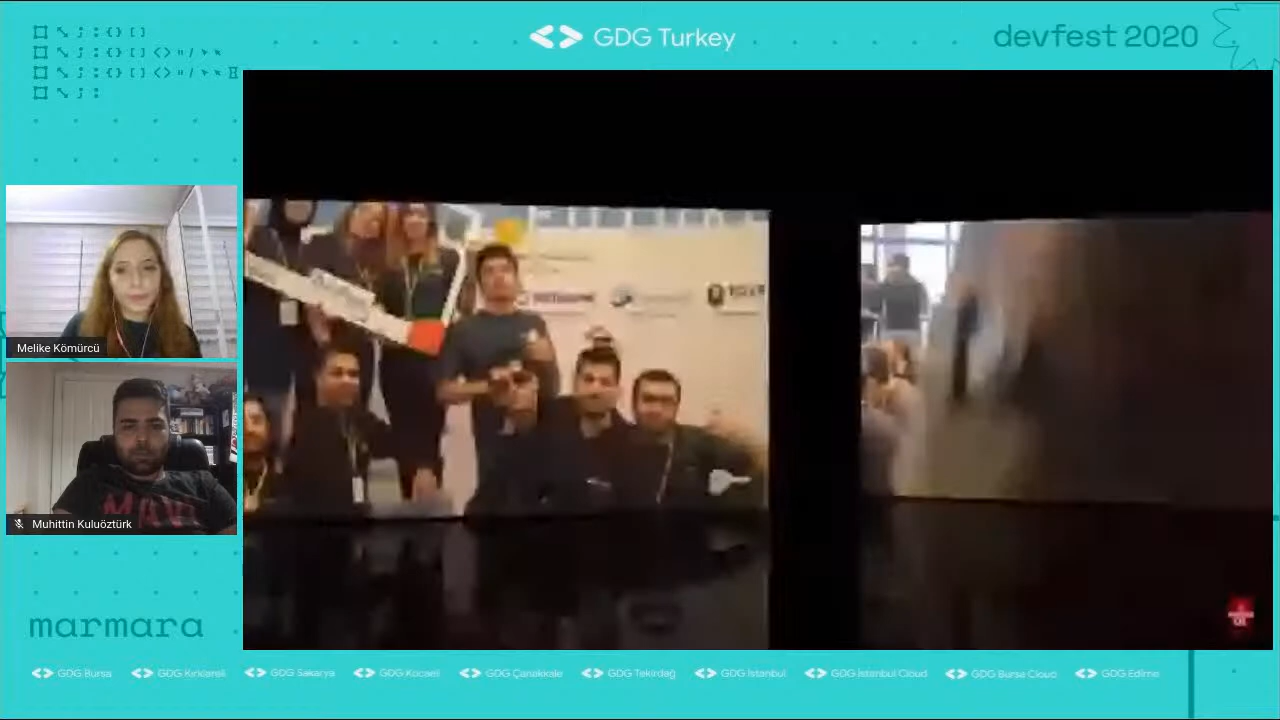 GDG Turkey
devfest 2020
Melike Kömürcü
Muhittin Kuluöztürk
MAVI
marmara
GDG Bursa
GDG Kırklareli
GDG Sakarya
GDG Kocaeli
GDG Çanakkale
GDG Tekirdağ
GDG İstanbul
GDG İstanbul Cloud
GDG Bursa Cloud
GDG Edirne